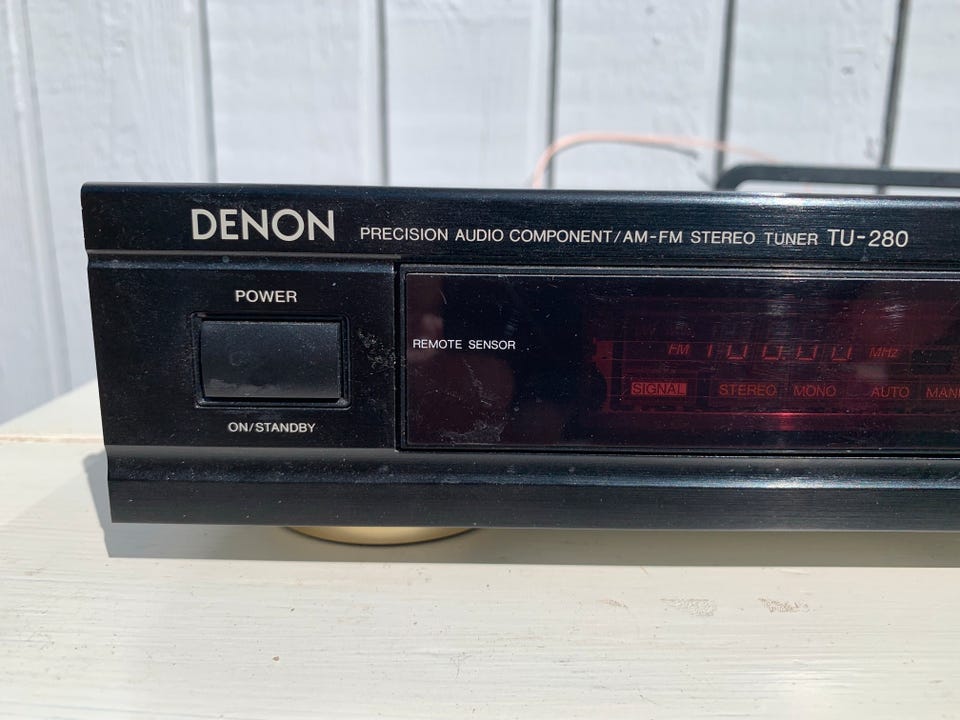 DENON PRECISION AUDIO COMPONENT/AM-FM STEREO TUNER TU-280
POWER
REMOTE SENSOR
FM MHz
SIGNAL STEREO MONO AUTO
ON/STANDBY